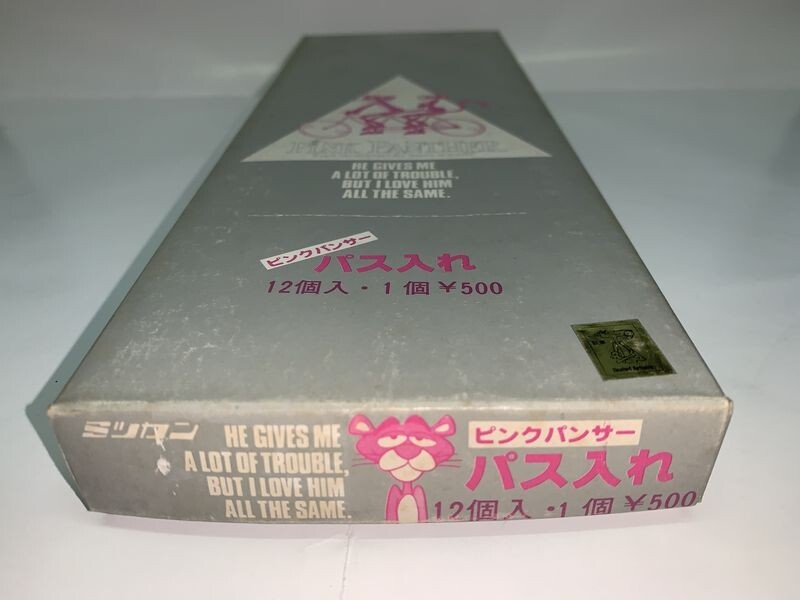 PINK PANTHER
HE GIVES ME
A LOT OF TROUBLE,
BUT I LOVE HIM
ALL THE SAME.
ピンクパンサー
パス入れ
12個入・1個¥500
ミツカン
HE GIVES ME
A LOT OF TROUBLE,
BUT I LOVE HIM
ALL THE SAME.
ピンクパンサー
パス入れ
12個入・1個¥500